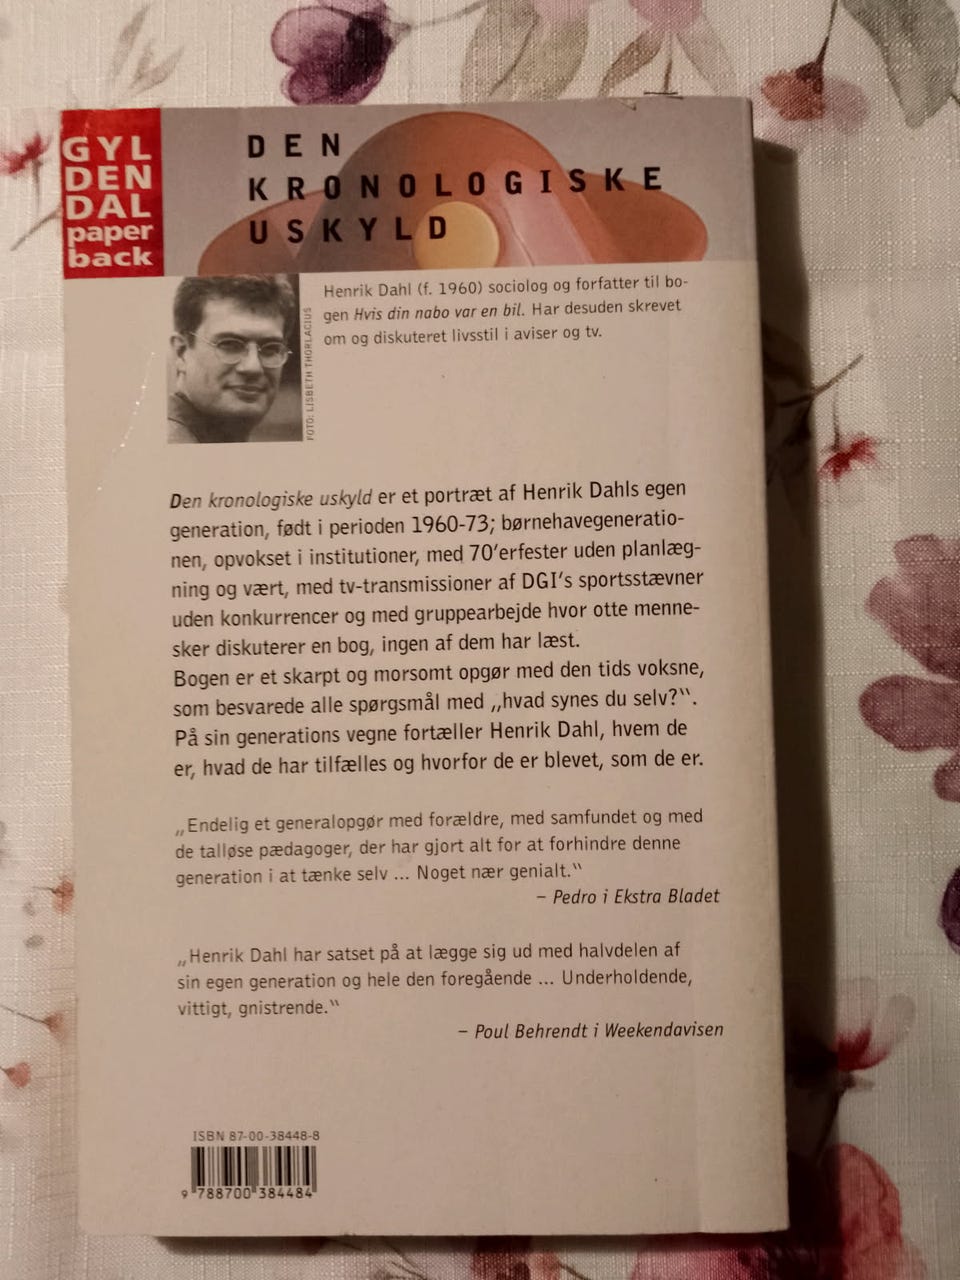 GYL
DEN
DAL
paper
back
DEN
KRONOLOGISKE
USKYLD
Henrik Dahl (f. 1960) sociolog og forfatter til bo-
gen Hvis din nabo var en bil. Har desuden skrevet
om og diskuteret livsstil i aviser og tv.
FOTO: LISBETH THORLACIUS
Den kronologiske uskyld er et portræt af Henrik Dahls egen
generation, født i perioden 1960-73; børnehavegeneratio-
nen, opvokset i institutioner, med 70'erfester uden planlæg-
ning og vært, med tv-transmissioner af DGI's sportsstævner
uden konkurrencer og med gruppearbejde hvor otte menne-
sker diskuterer en bog, ingen af dem har læst.
Bogen er et skarpt og morsomt opgør med den tids voksne,
som besvarede alle spørgsmål med „hvad synes du selv?‟.
På sin generations vegne fortæller Henrik Dahl, hvem de
er, hvad de har tilfælles og hvorfor de er blevet, som de er.
„Endelig et generalopgør med forældre, med samfundet og med
de talløse pædagoger, der har gjort alt for at forhindre denne
generation i at tænke selv ... Noget nær genialt.‟
– Pedro i Ekstra Bladet
„Henrik Dahl har satset på at lægge sig ud med halvdelen af
sin egen generation og hele den foregående ... Underholdende,
vittigt, gnistrende.‟
– Poul Behrendt i Weekendavisen
ISBN 87-00-38448-8
9 788700 384484